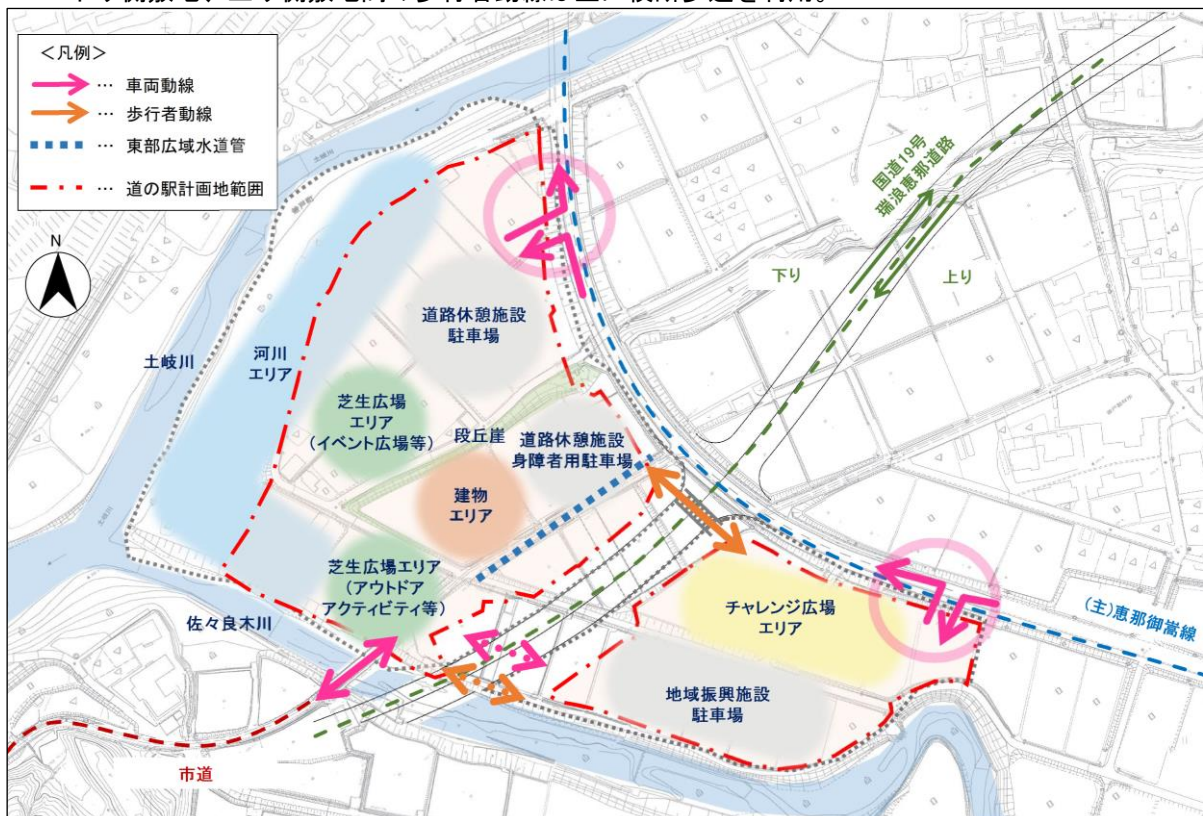 <凡例>
… 車両動線
… 歩行者動線
… 東部広域水道管
… 道の駅計画地範囲
N
国道19号
瑞浪恵那道路
下り
上り
道路休憩施設
駐車場
土岐川
河川
エリア
土岐川
芝生広場
エリア
(イベント広場等)
段丘崖
道路休憩施設
身障者用駐車場
建物
エリア
芝生広場エリア
(アウトドア
アクティビティ等)
佐々良木川
チャレンジ広場
エリア
(主)恵那御嵩線
地域振興施設
駐車場
市道